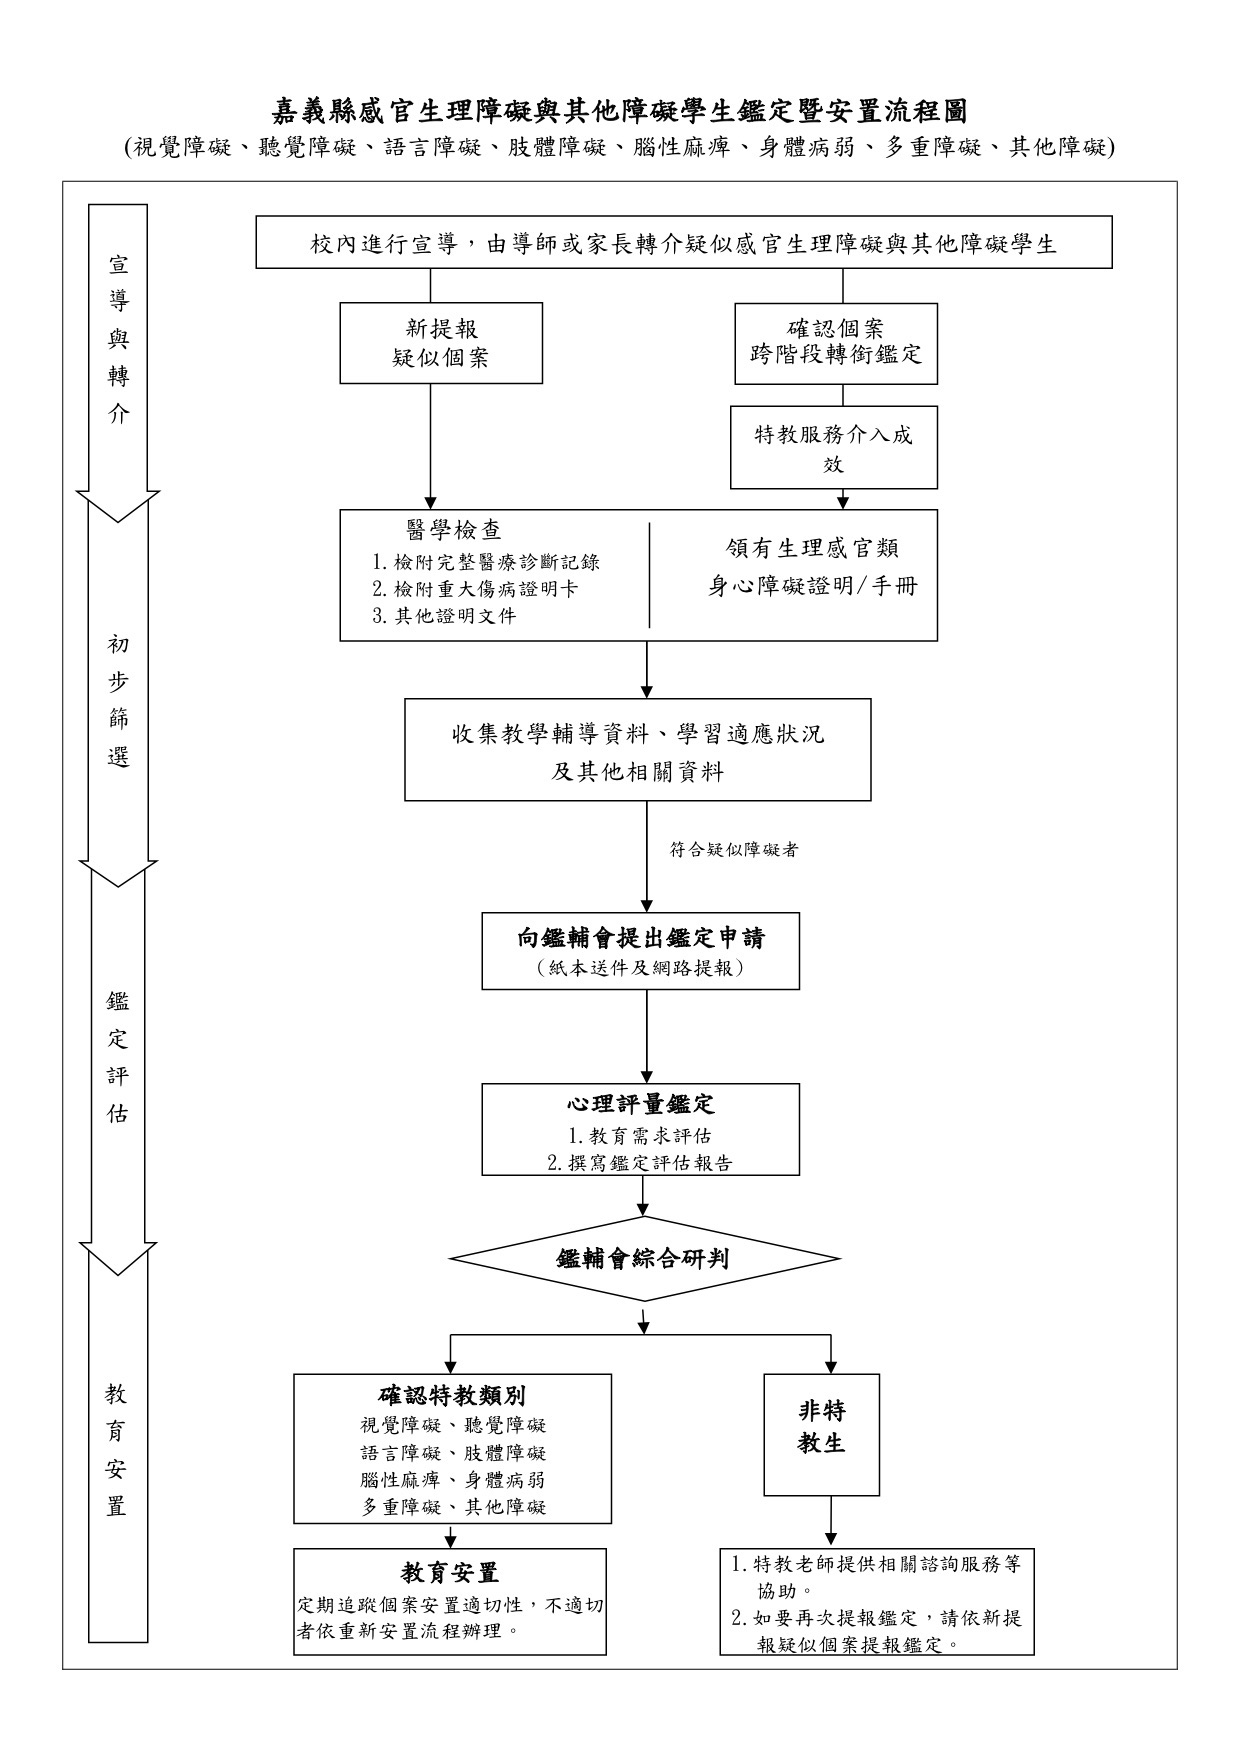 嘉義縣感官生理障礙與其他障礙學生鑑定暨安置流程圖
(視覺障礙、聽覺障礙、語言障礙、肢體障礙、腦性麻痺、身體病弱、多重障礙、其他障礙)
宣導與轉介
校內進行宣導，由導師或家長轉介疑似感官生理障礙與其他障礙學生
新提報
疑似個案
確認個案
跨階段轉銜鑑定
特教服務介入成
效
初步篩選
醫學檢查
1.檢附完整醫療診斷記錄
2.檢附重大傷病證明卡
3.其他證明文件
領有生理感官類
身心障礙證明/手冊
收集教學輔導資料、學習適應狀況
及其他相關資料
符合疑似障礙者
鑑定評估
向鑑輔會提出鑑定申請
（紙本送件及網路提報）
心理評量鑑定
1.教育需求評估
2.撰寫鑑定評估報告
鑑輔會綜合研判
教育安置
確認特教類別
視覺障礙、聽覺障礙
語言障礙、肢體障礙
腦性麻痺、身體病弱
多重障礙、其他障礙
非特
教生
教育安置
定期追蹤個案安置適切性，不適切
者依重新安置流程辦理。
1.特教老師提供相關諮詢服務等
協助。
2.如要再次提報鑑定，請依新提
報疑似個案提報鑑定。